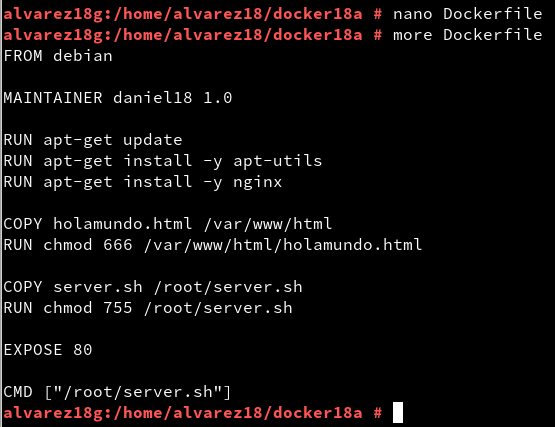 alvarez18g:/home/alvarez18/docker18a # nano Dockerfile
alvarez18g:/home/alvarez18/docker18a # more Dockerfile
FROM debian
MAINTAINER daniel18 1.0
RUN apt-get update
RUN apt-get install -y apt-utils
RUN apt-get install -y nginx
COPY holamundo.html /var/www/html
RUN chmod 666 /var/www/html/holamundo.html
COPY server.sh /root/server.sh
RUN chmod 755 /root/server.sh
EXPOSE 80
CMD ["/root/server.sh"]
alvarez18g:/home/alvarez18/docker18a #